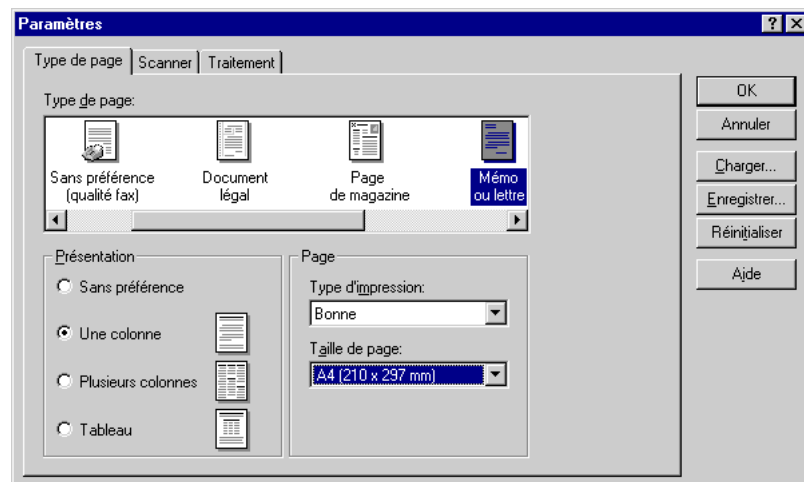 Paramètres
Type de page
Scanner
Traitement
Type de page:
Sans préférence
(qualité fax)
Document
légal
Page
de magazine
Mémo
ou lettre
Présentation
Sans préférence
Une colonne
Plusieurs colonnes
Tableau
Page
Type d'impression:
Bonne
Taille de page:
A4 (210 x 297 mm)
OK
Annuler
Charger...
Enregistrer...
Réinitialiser
Aide